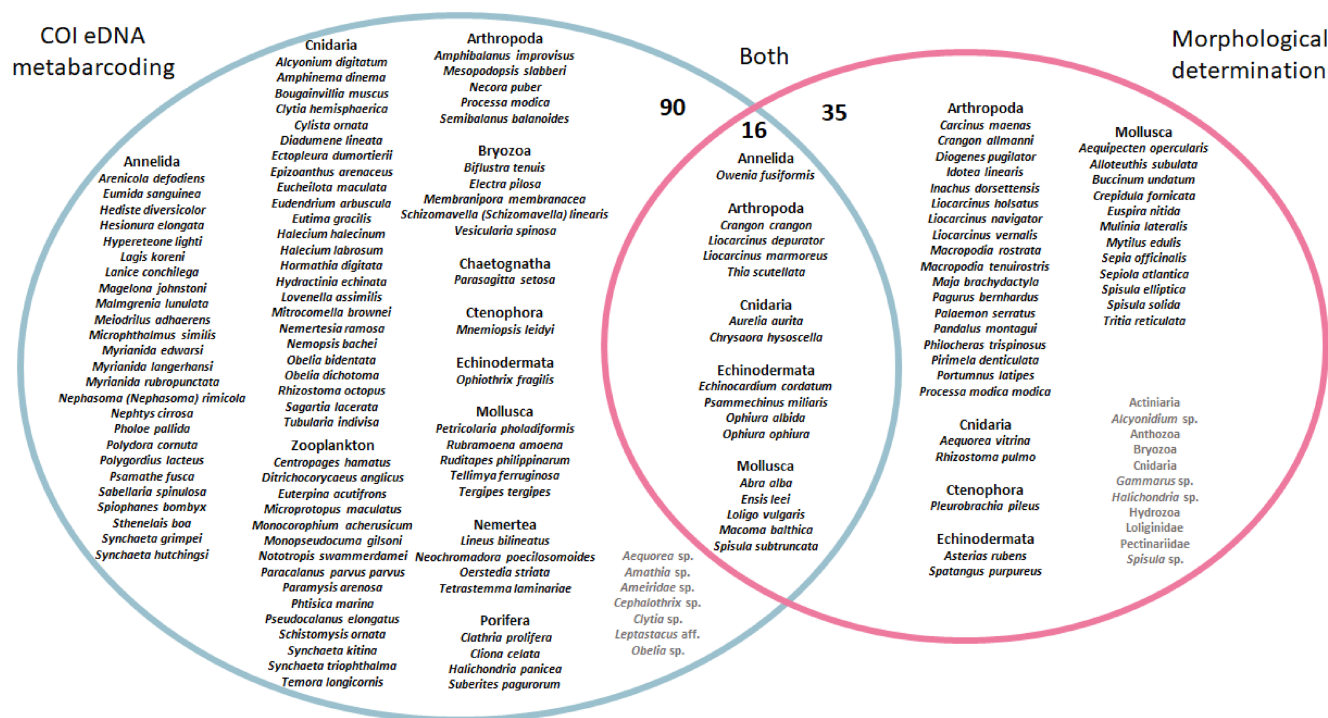 COI eDNA
metabarcoding
Both
Morphological
determination
90
16
35
Annelida
Arenicola defodiens
Eumida sanguinea
Hediste diversicolor
Hesionura elongata
Hypereteone lighti
Lagis koreni
Lanice conchilega
Magelona johnstoni
Malmgrenia lunulata
Meiodrilus adhaerens
Microphthalmus similis
Myrianida edwarsi
Myrianida langerhansi
Myrianida rubropunctata
Nephasoma (Nephasoma) rimicola
Nephtys cirrosa
Pholoe pallida
Polydora cornuta
Polygordius lacteus
Psamathe fusca
Sabellaria spinulosa
Spiophanes bombyx
Sthenelais boa
Synchaeta grimpei
Synchaeta hutchingsi
Cnidaria
Alcyonium digitatum
Amphinema dinema
Bougainvillia muscus
Clytia hemisphaerica
Cylista ornata
Diadumene lineata
Ectopleura dumortierii
Epizoanthus arenaceus
Eucheilota maculata
Eudendrium arbuscula
Eutima gracilis
Halecium halecinum
Halecium labrosum
Hormathia digitata
Hydractinia echinata
Lovenella assimilis
Mitrocomella brownei
Nemertesia ramosa
Nemopsis bachei
Obelia bidentata
Obelia dichotoma
Rhizostoma octopus
Sagartia lacerata
Tubularia indivisa
Zooplankton
Centropages hamatus
Ditrichocorycaeus anglicus
Euterpina acutifrons
Microprotopus maculatus
Monocorophium acherusicum
Monopseudocuma gilsoni
Nototropis swammerdamei
Paracalanus parvus parvus
Paramysis arenosa
Phtisica marina
Pseudocalanus elongatus
Schistomysis ornata
Synchaeta kitina
Synchaeta triophthalma
Temora longicornis
Arthropoda
Amphibalanus improvisus
Mesopodopsis slabberi
Necora puber
Processa modica
Semibalanus balanoides
Bryozoa
Biflustra tenuis
Electra pilosa
Membranipora membranacea
Schizomavella (Schizomavella) linearis
Vesicularia spinosa
Chaetognatha
Parasagitta setosa
Ctenophora
Mnemiopsis leidyi
Echinodermata
Ophiothrix fragilis
Mollusca
Petricolaria pholadiformis
Rubramoena amoena
Ruditapes philippinarum
Tellimya ferruginosa
Tergipes tergipes
Nemertea
Lineus bilineatus
Neochromadora poecilosomoides
Oerstedia striata
Tetrastemma laminariae
Porifera
Clathria prolifera
Cliona celata
Halichondria panicea
Suberites pagurorum
Aequorea sp.
Amathia sp.
Ameiridae sp.
Cephalothrix sp.
Clytia sp.
Leptastacus aff.
Obelia sp.
Annelida
Owenia fusiformis
Arthropoda
Crangon crangon
Liocarcinus depurator
Liocarcinus marmoreus
Thia scutellata
Cnidaria
Aurelia aurita
Chrysaora hysoscella
Echinodermata
Echinocardium cordatum
Psammechinus miliaris
Ophiura albida
Ophiura ophiura
Mollusca
Abra alba
Ensis leei
Loligo vulgaris
Macoma balthica
Spisula subtruncata
Arthropoda
Carcinus maenas
Crangon allmanni
Diogenes pugilator
Idotea linearis
Inachus dorsettensis
Liocarcinus holsatus
Liocarcinus navigator
Liocarcinus vernalis
Macropodia rostrata
Macropodia tenuirostris
Maja brachydactyla
Pagurus bernhardus
Palaemon serratus
Pandalus montagui
Philocheras trispinosus
Pirimela denticulata
Portumnus latipes
Processa modica modica
Cnidaria
Aequorea vitrina
Rhizostoma pulmo
Ctenophora
Pleurobrachia pileus
Echinodermata
Asterias rubens
Spatangus purpureus
Mollusca
Aequipecten opercularis
Alloteuthis subulata
Buccinum undatum
Crepidula fornicata
Euspira nitida
Mulinia lateralis
Mytilus edulis
Sepia officinalis
Sepiola atlantica
Spisula elliptica
Spisula solida
Tritia reticulata
Actiniaria
Alcyonidium sp.
Anthozoa
Bryozoa
Cnidaria
Gammarus sp.
Halichondria sp.
Hydrozoa
Loliginidae
Pectinariidae
Spisula sp.